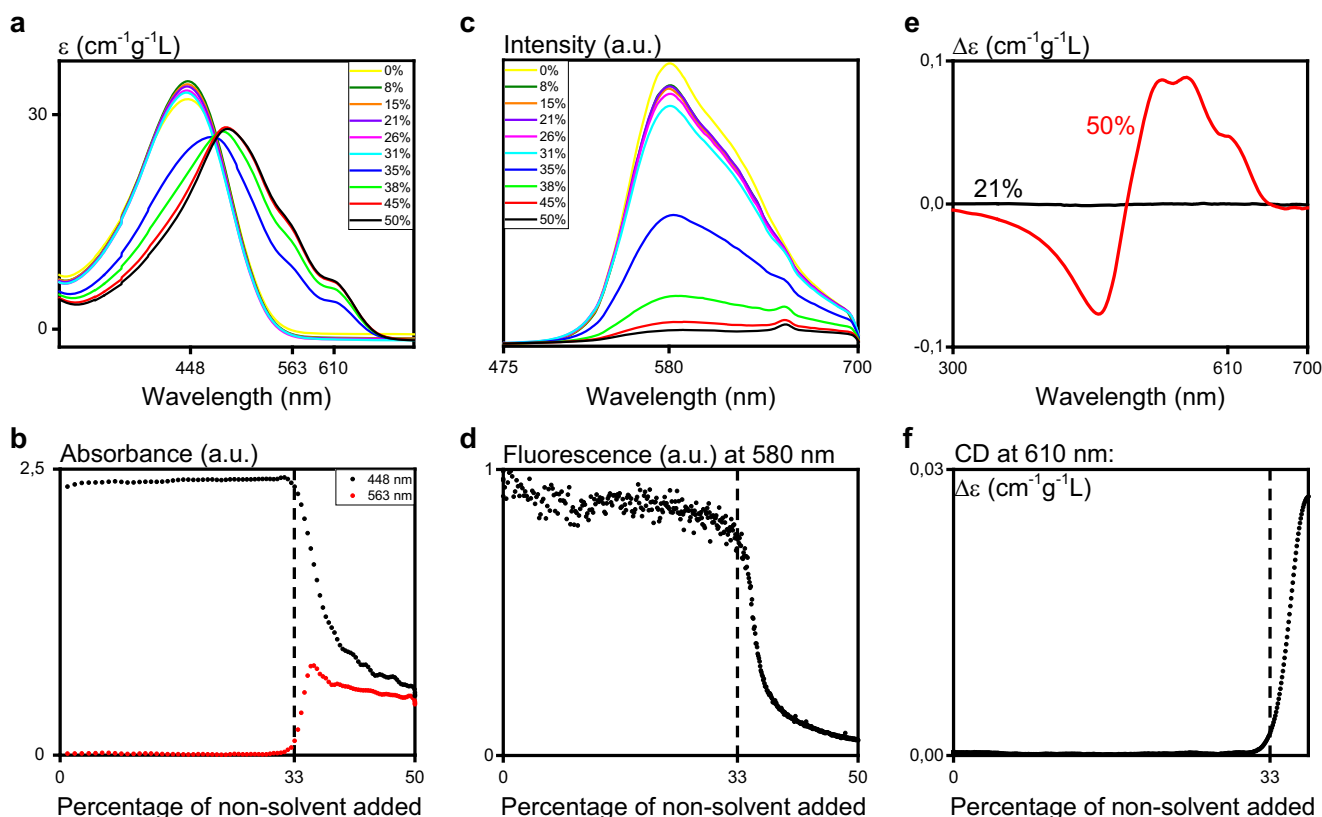 a
ε (cm⁻¹g⁻¹L)
30
0
0%
8%
15%
21%
26%
31%
35%
38%
45%
50%
448
563
610
Wavelength (nm)
c
Intensity (a.u.)
0%
8%
15%
21%
26%
31%
35%
38%
45%
50%
475
580
700
Wavelength (nm)
e
Δε (cm⁻¹g⁻¹L)
0,1
0,0
-0,1
50%
21%
300
610
700
Wavelength (nm)
b
Absorbance (a.u.)
2,5
0
448 nm
563 nm
0
33
50
Percentage of non-solvent added
d
Fluorescence (a.u.) at 580 nm
1
0
0
33
50
Percentage of non-solvent added
f
CD at 610 nm:
Δε (cm⁻¹g⁻¹L)
0,03
0,00
0
33
Percentage of non-solvent added